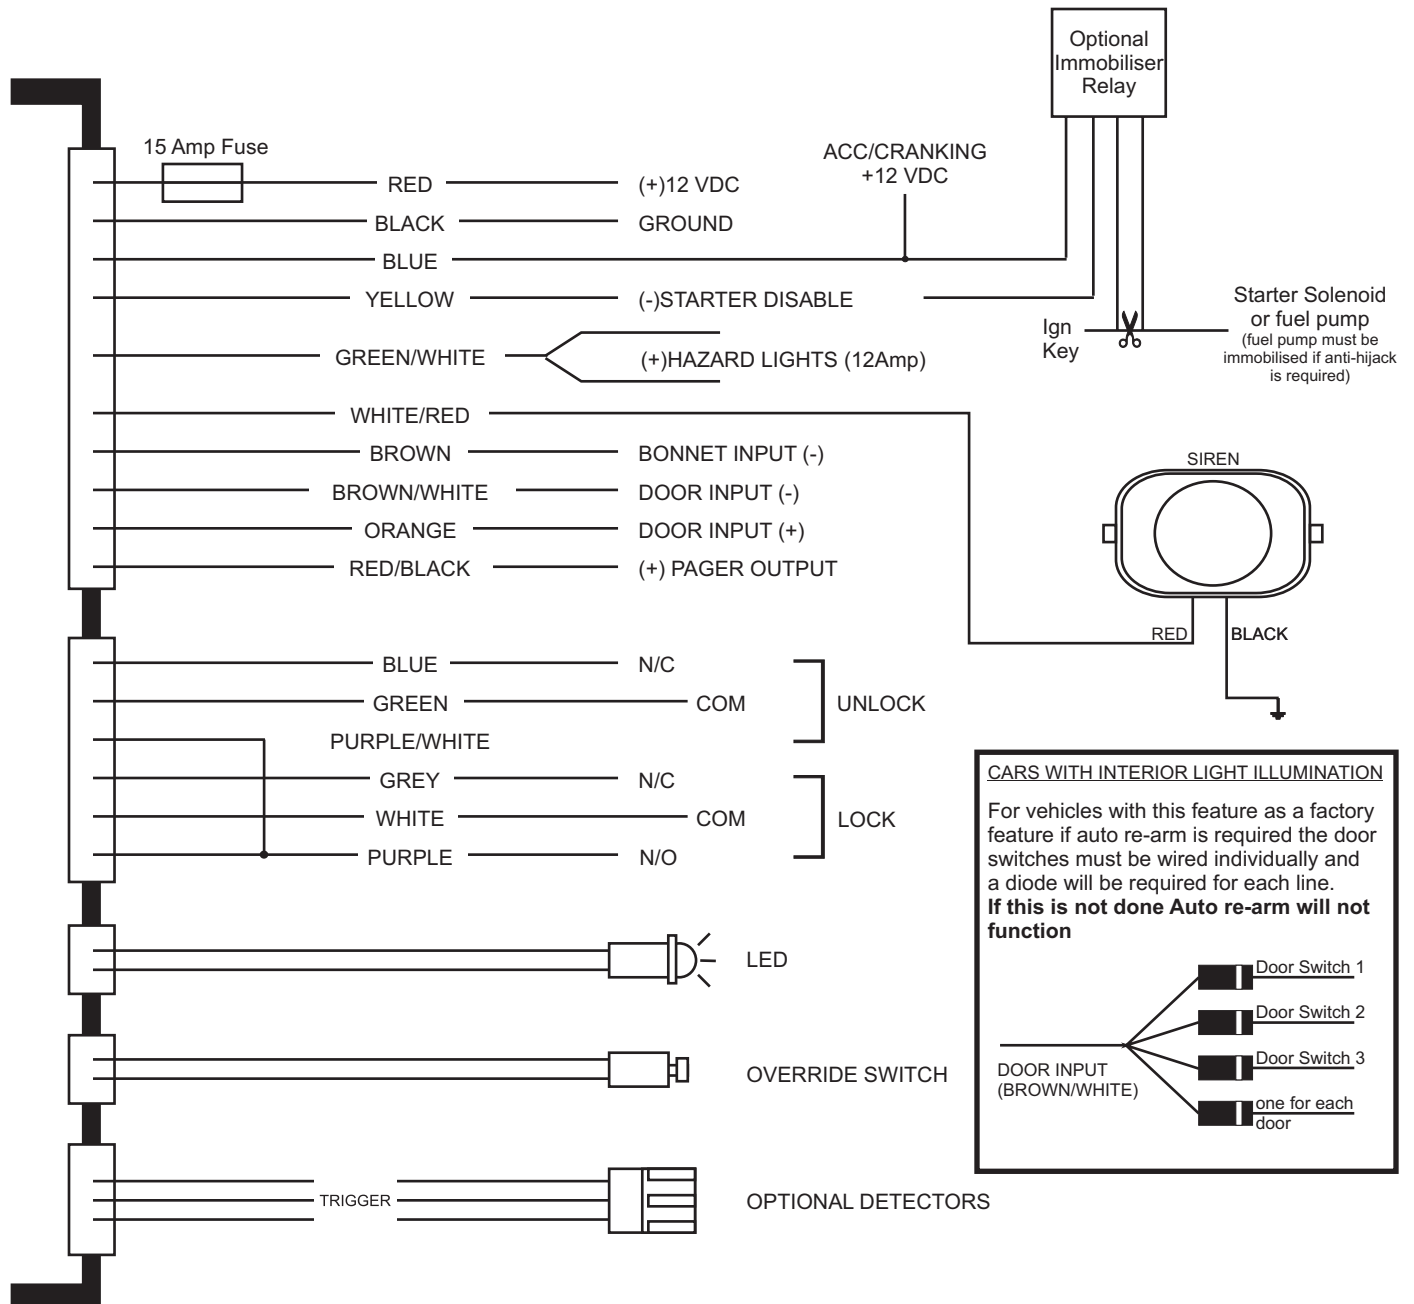 Optional
Immobiliser
Relay
15 Amp Fuse
ACC/CRANKING
+12 VDC
RED
(+)12 VDC
BLACK
GROUND
BLUE
YELLOW
(-)STARTER DISABLE
Ign
Key
Starter Solenoid
or fuel pump
(fuel pump must be
immobilised if anti-hijack
is required)
GREEN/WHITE
(+)HAZARD LIGHTS (12Amp)
WHITE/RED
BROWN
BONNET INPUT (-)
BROWN/WHITE
DOOR INPUT (-)
ORANGE
DOOR INPUT (+)
RED/BLACK
(+) PAGER OUTPUT
SIREN
RED
BLACK
BLUE
N/C
GREEN
COM
UNLOCK
PURPLE/WHITE
GREY
N/C
WHITE
COM
LOCK
PURPLE
N/O
CARS WITH INTERIOR LIGHT ILLUMINATION
For vehicles with this feature as a factory
feature if auto re-arm is required the door
switches must be wired individually and
a diode will be required for each line.
If this is not done Auto re-arm will not
function
Door Switch 1
Door Switch 2
Door Switch 3
one for each
door
DOOR INPUT
(BROWN/WHITE)
LED
OVERRIDE SWITCH
TRIGGER
OPTIONAL DETECTORS